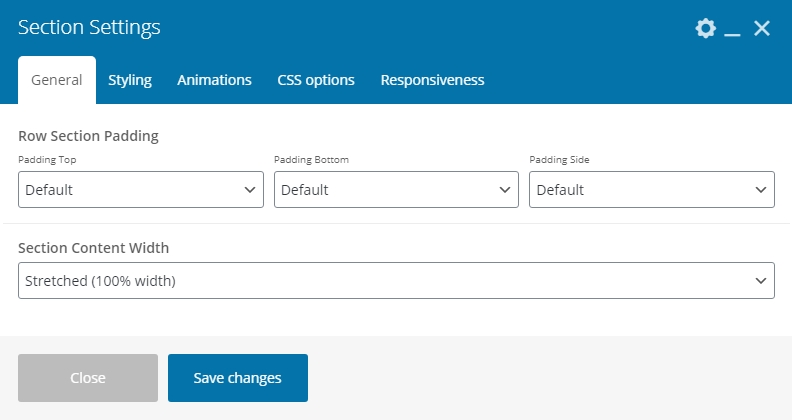 Section Settings
General Styling Animations CSS options Responsiveness
Row Section Padding
Padding Top Padding Bottom Padding Side
Default Default Default
Section Content Width
Stretched (100% width)
Close Save changes